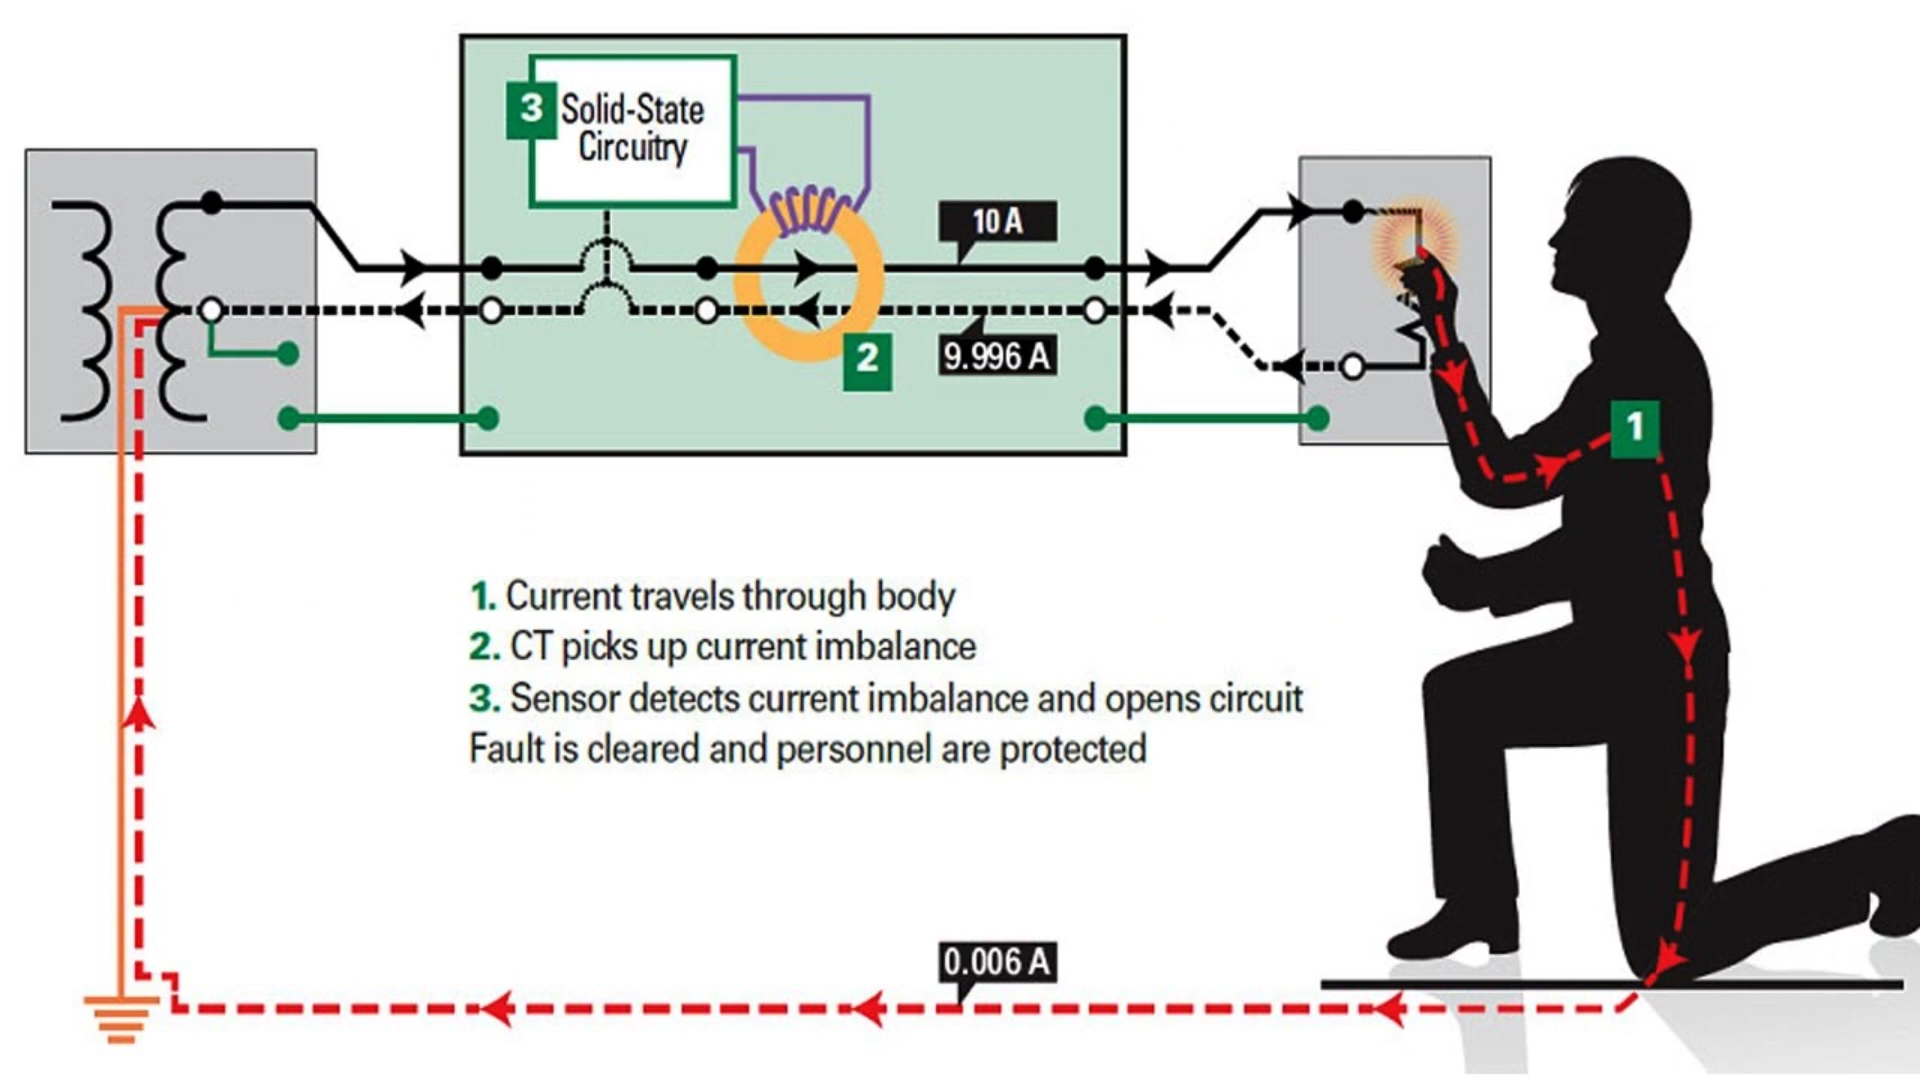 3 Solid-State
Circuitry
10 A
9.996 A
2
1
1. Current travels through body
2. CT picks up current imbalance
3. Sensor detects current imbalance and opens circuit
Fault is cleared and personnel are protected
0.006 A